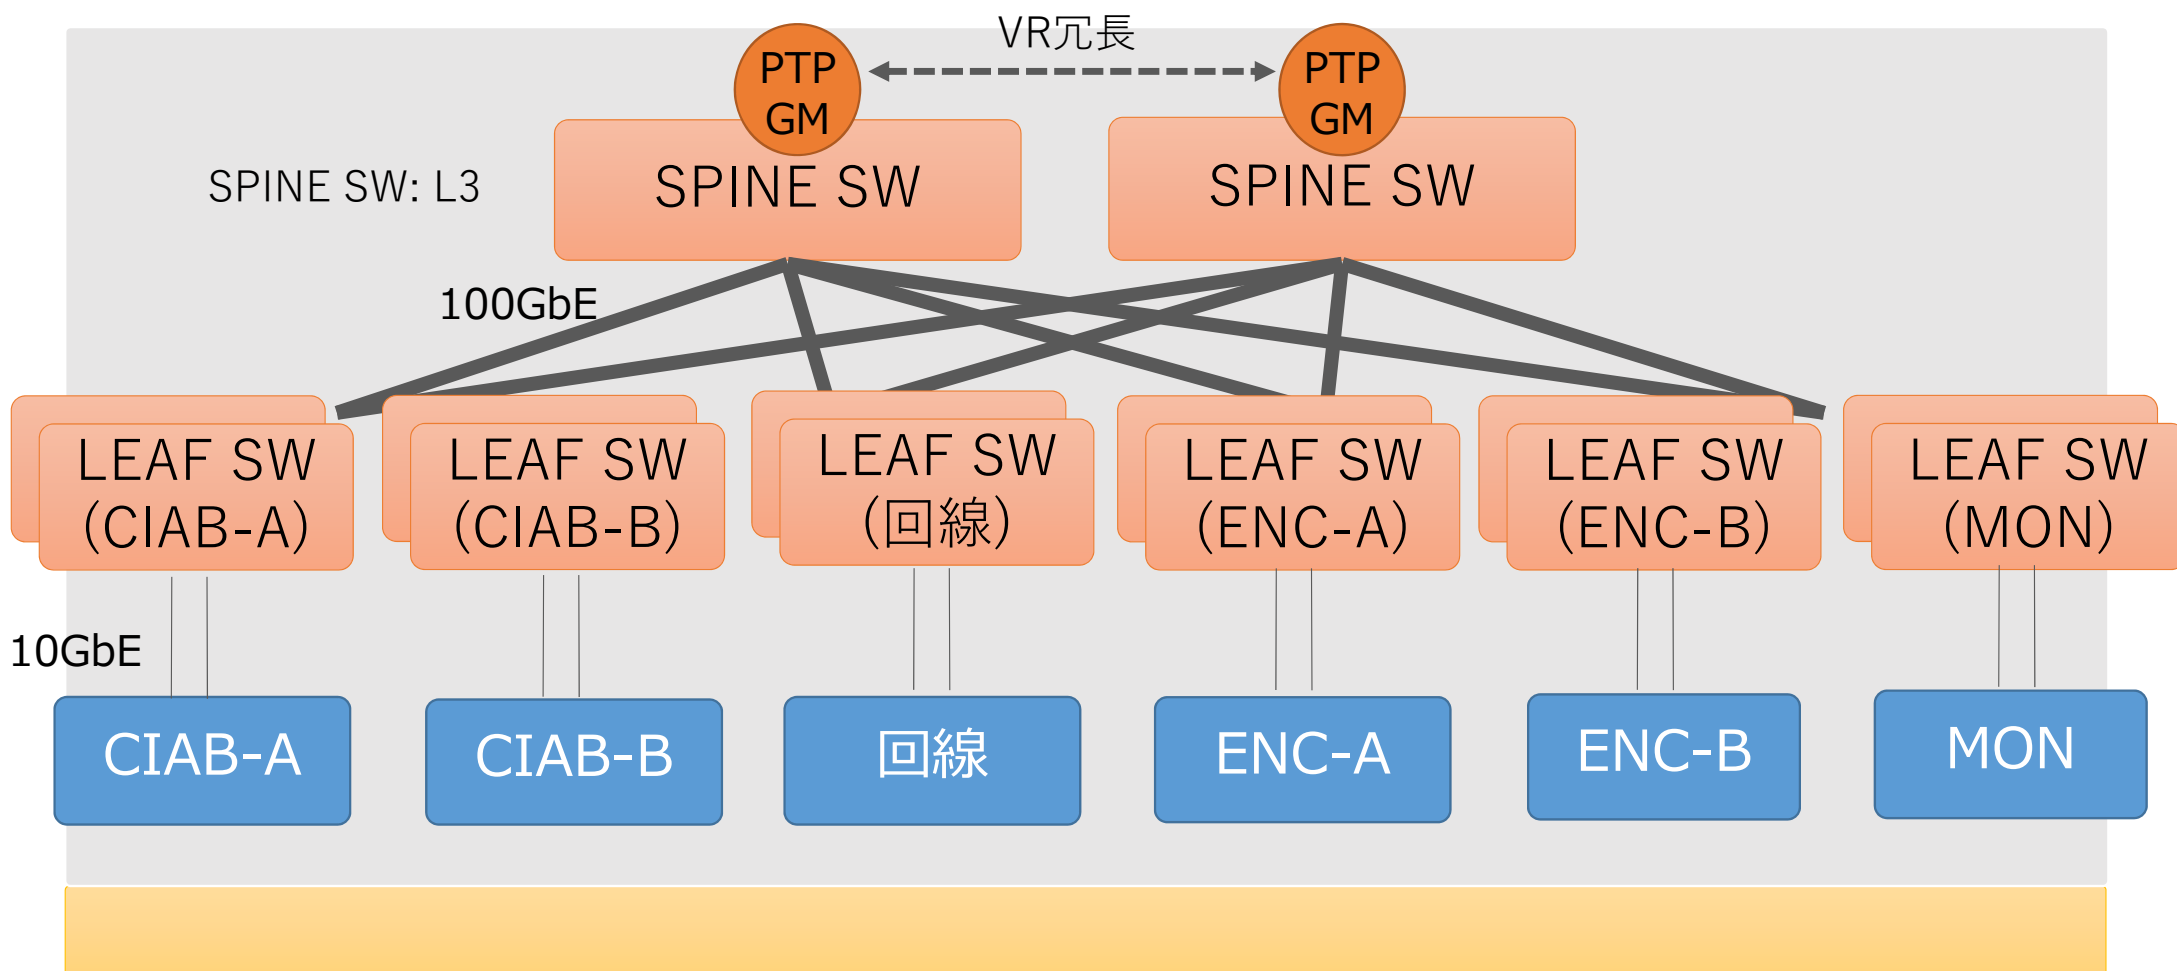 VR冗長
PTP
GM
PTP
GM
SPINE SW: L3
SPINE SW
SPINE SW
100GbE
LEAF SW
(CIAB-A)
LEAF SW
(CIAB-B)
LEAF SW
(回線)
LEAF SW
(ENC-A)
LEAF SW
(ENC-B)
LEAF SW
(MON)
10GbE
CIAB-A
CIAB-B
回線
ENC-A
ENC-B
MON